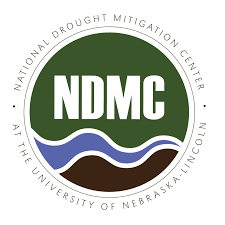 · NATIONAL DROUGHT MITIGATION CENTER ·
NDMC
AT THE UNIVERSITY OF NEBRASKA-LINCOLN